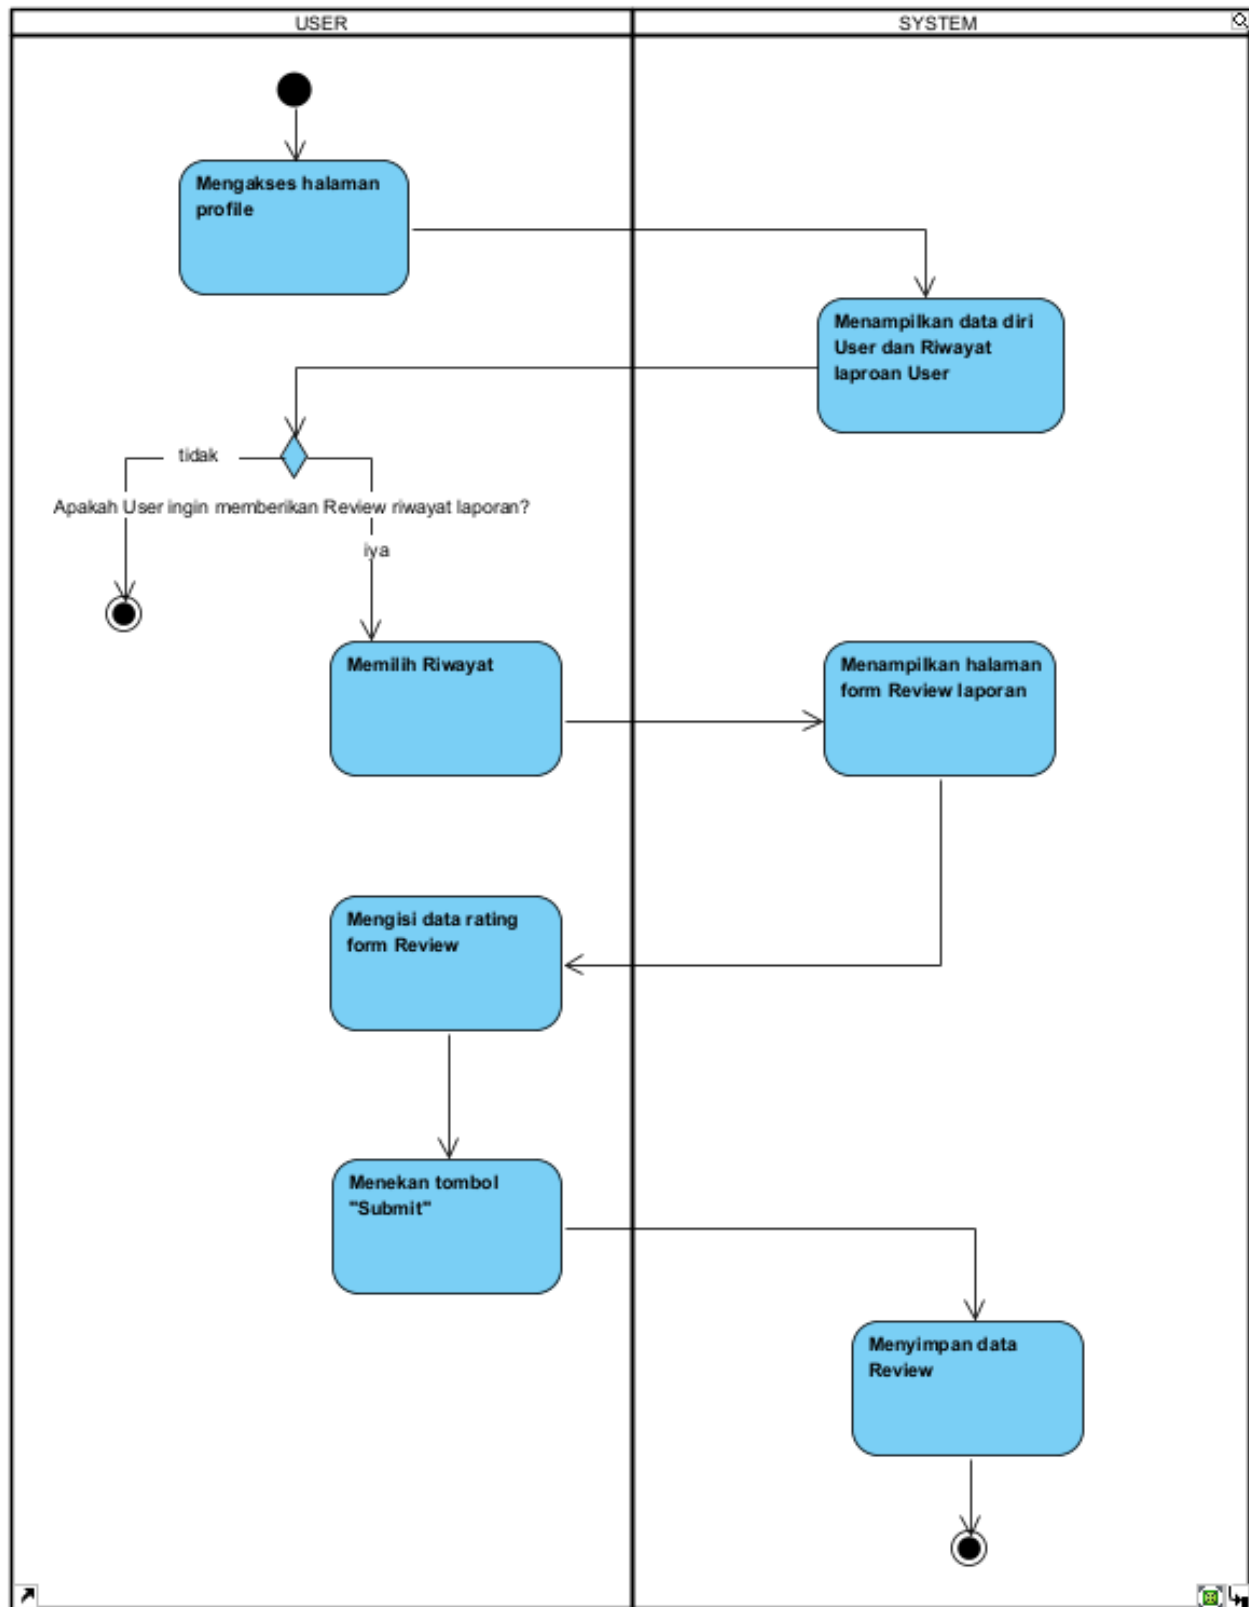 USER
SYSTEM
Mengakses halaman
profile
Menampilkan data diri
User dan Riwayat
laproan User
tidak
Apakah User ingin memberikan Review riwayat laporan?
iya
Memilih Riwayat
Menampilkan halaman
form Review laporan
Mengisi data rating
form Review
Menekan tombol
"Submit"
Menyimpan data
Review